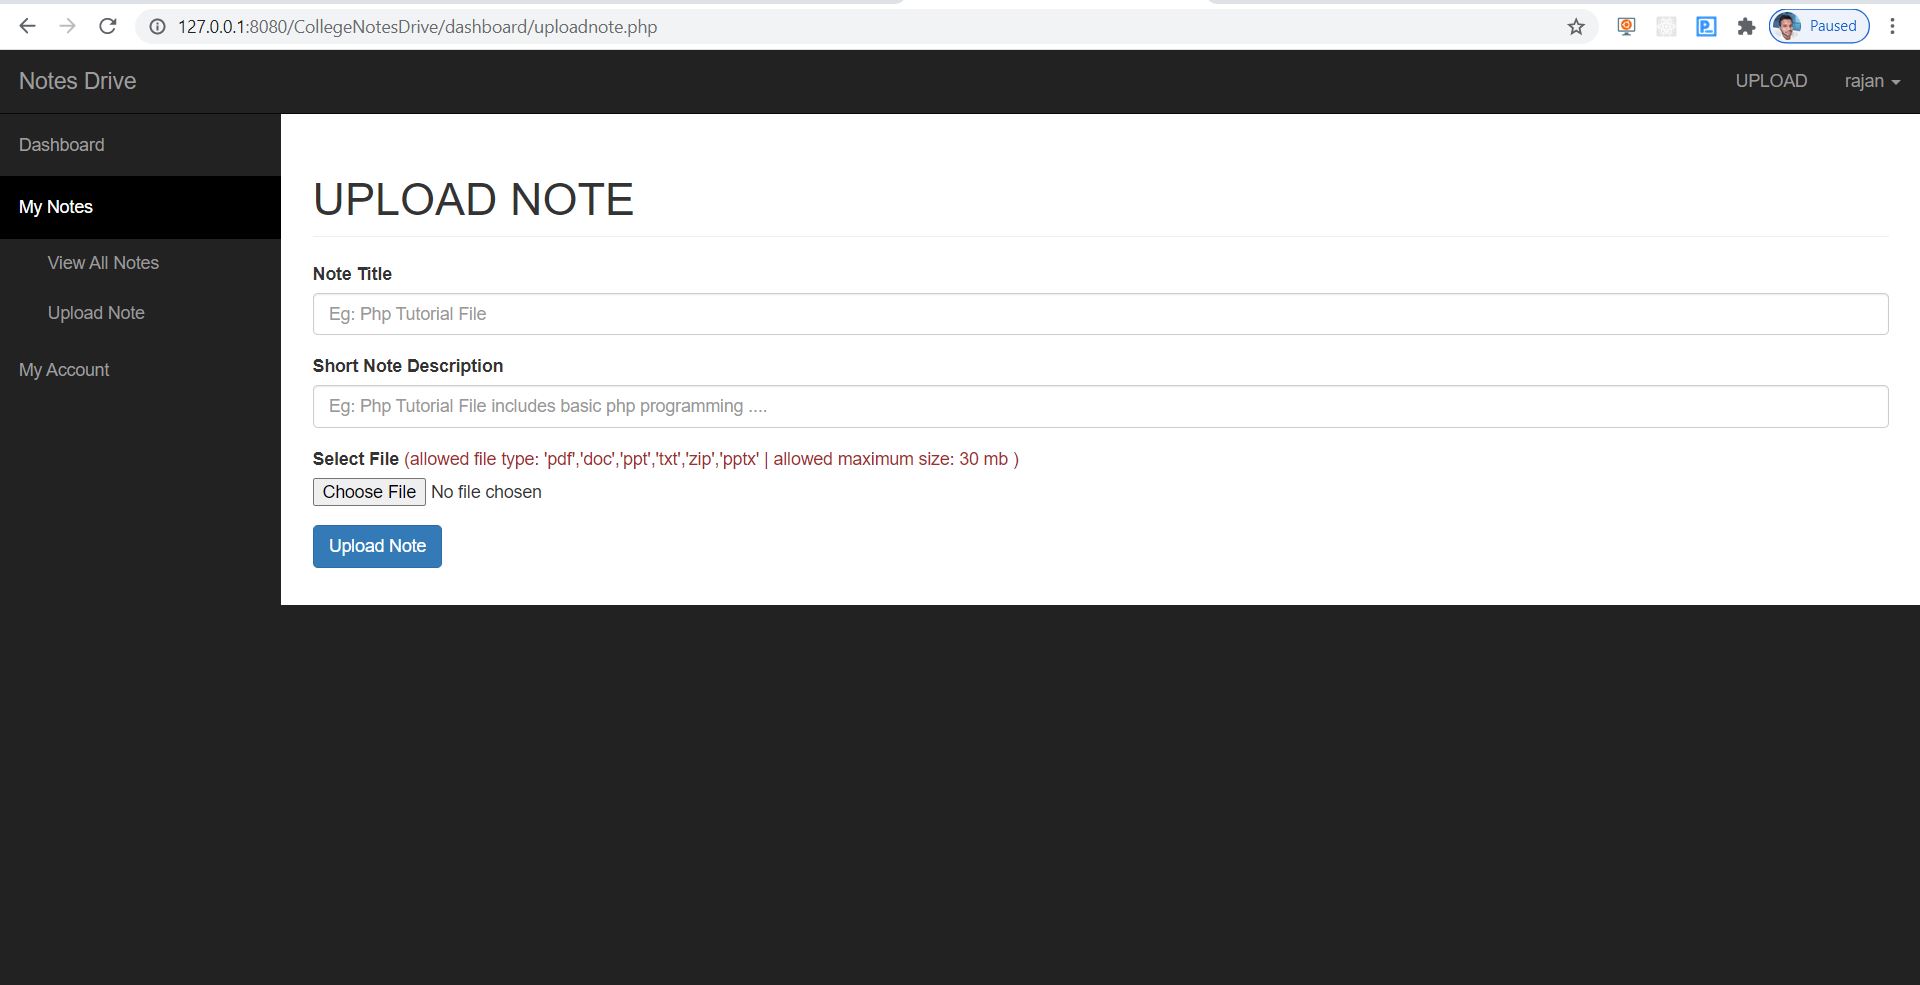 127.0.0.1:8080/CollegeNotesDrive/dashboard/uploadnote.php
Paused
Notes Drive
UPLOAD
rajan
Dashboard
My Notes
View All Notes
Upload Note
My Account
UPLOAD NOTE
Note Title
Eg: Php Tutorial File
Short Note Description
Eg: Php Tutorial File includes basic php programming ....
Select File (allowed file type: 'pdf','doc','ppt','txt','zip','pptx' | allowed maximum size: 30 mb )
Choose File No file chosen
Upload Note